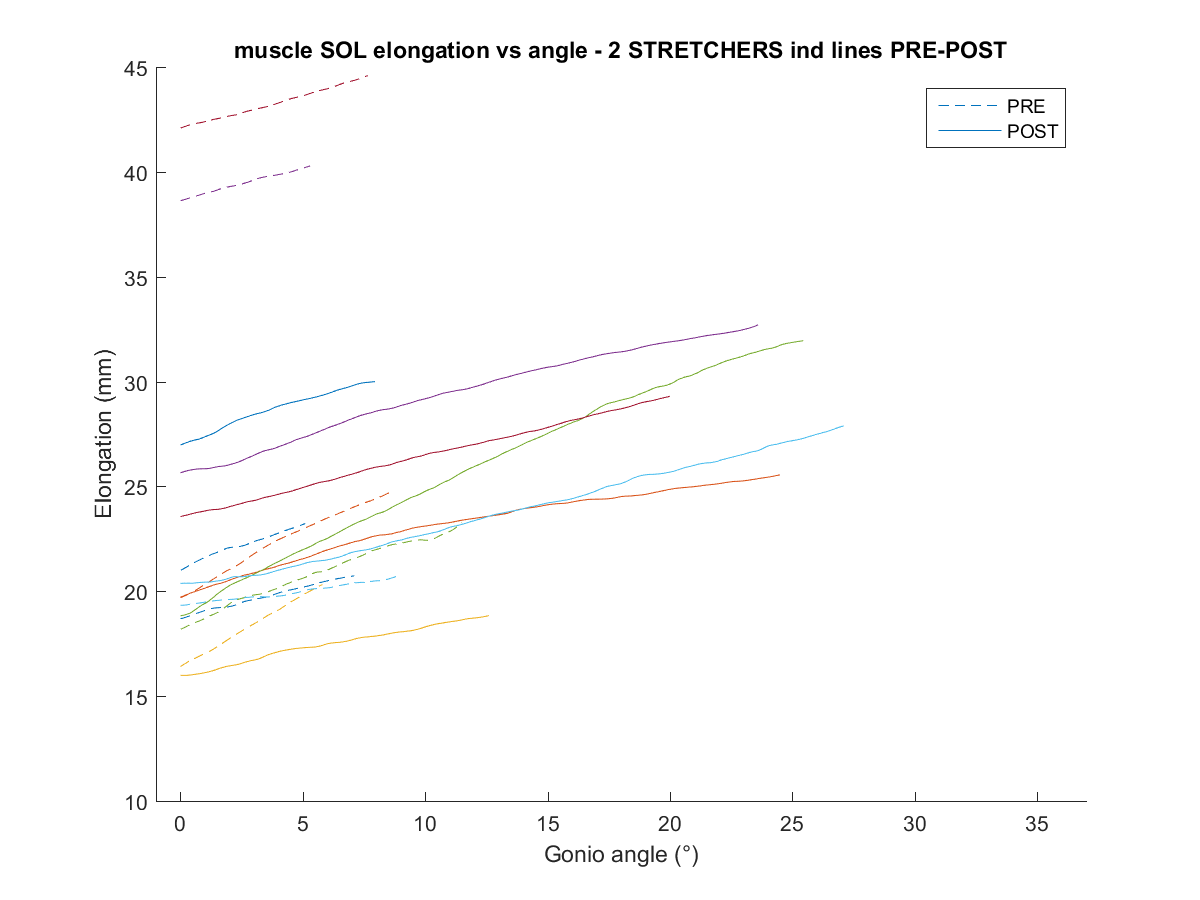 muscle SOL elongation vs angle - 2 STRETCHERS ind lines PRE-POST
45
40
35
30
25
20
15
10
Elongation (mm)
PRE
POST
0 5 10 15 20 25 30 35
Gonio angle (°)